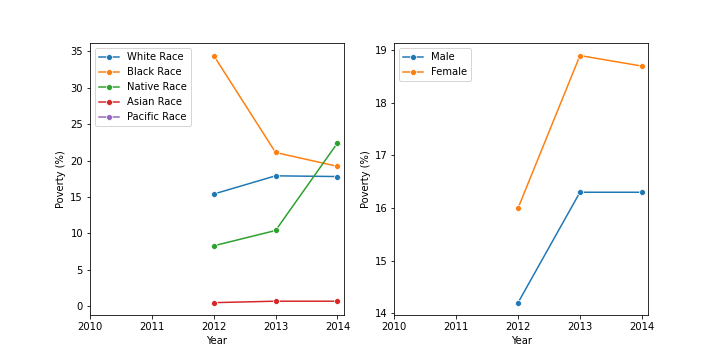 35
30
25
20
15
10
5
0
Poverty (%)
White Race
Black Race
Native Race
Asian Race
Pacific Race
2010 2011 2012 2013 2014
Year
19
18
17
16
15
14
Poverty (%)
Male
Female
2010 2011 2012 2013 2014
Year